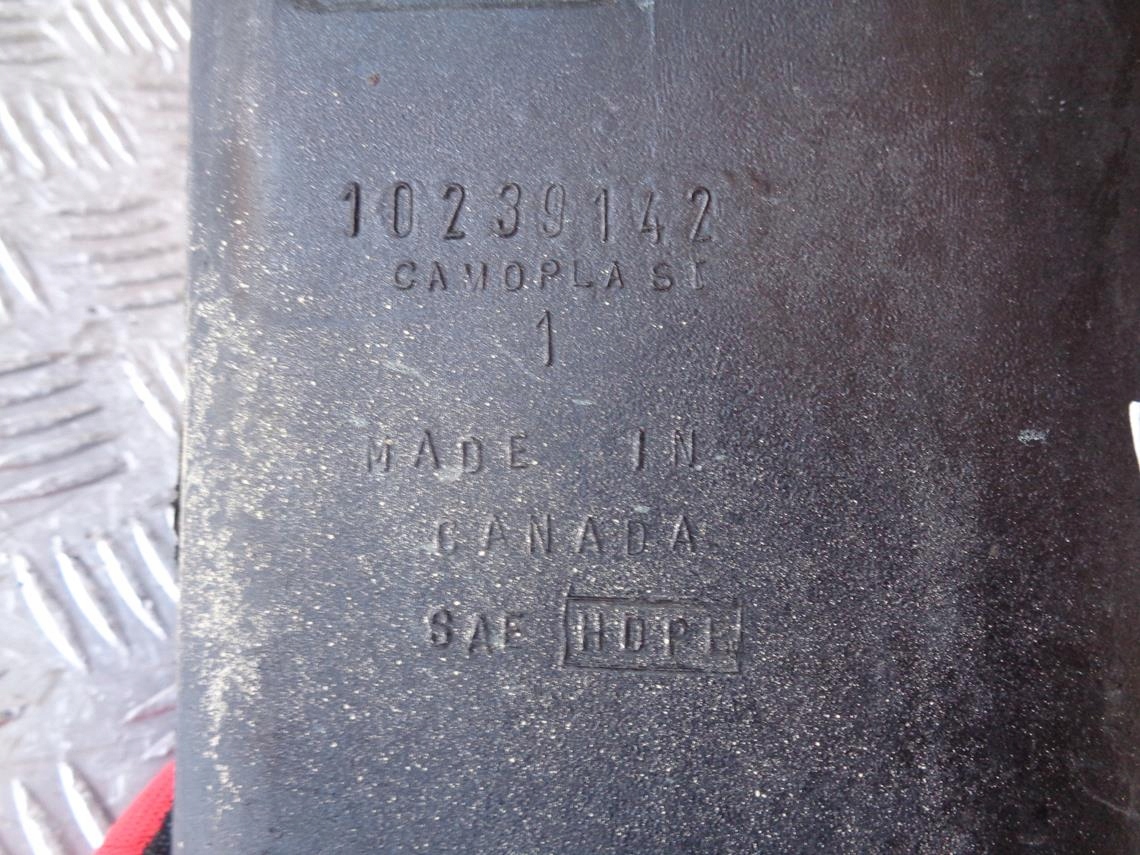 10239142
CAMOPLAST
1
MADE IN
CANADA
SAE HDPE